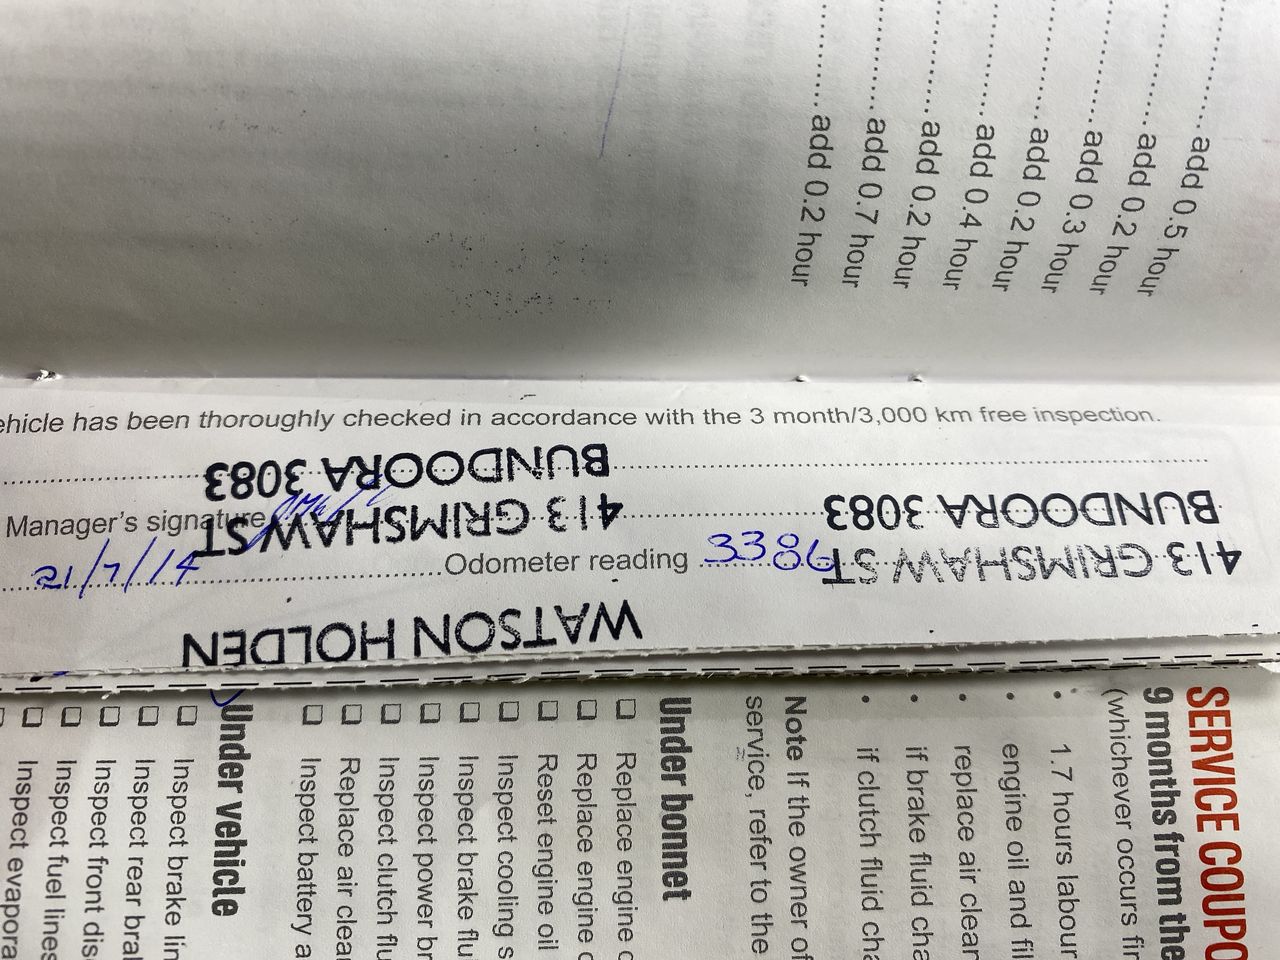 add 0.5 hour
add 0.2 hour
add 0.3 hour
add 0.2 hour
add 0.4 hour
add 0.2 hour
add 0.7 hour
add 0.2 hour
ehicle has been thoroughly checked in accordance with the 3 month/3,000 km free inspection.
Manager's signature
21/7/14
Odometer reading 3386
WATSON HOLDEN
413 GRIMSHAW ST
BUNDOORA 3083
413 GRIMSHAW ST
BUNDOORA 3083
SERVICE COUPO
9 months from the
(whichever occurs fir
• 1.7 hours labour
• engine oil and fil
• replace air clean
• if brake fluid cha
• if clutch fluid cha
Note If the owner of
service, refer to the
Under bonnet
Replace engine
Replace engine
Reset engine oil
Inspect cooling s
Inspect brake flu
Inspect power br
Inspect clutch flu
Replace air clea
Inspect battery a
Under vehicle
Inspect brake lin
Inspect rear bra
Inspect front dis
Inspect fuel lines
Inspect evapora